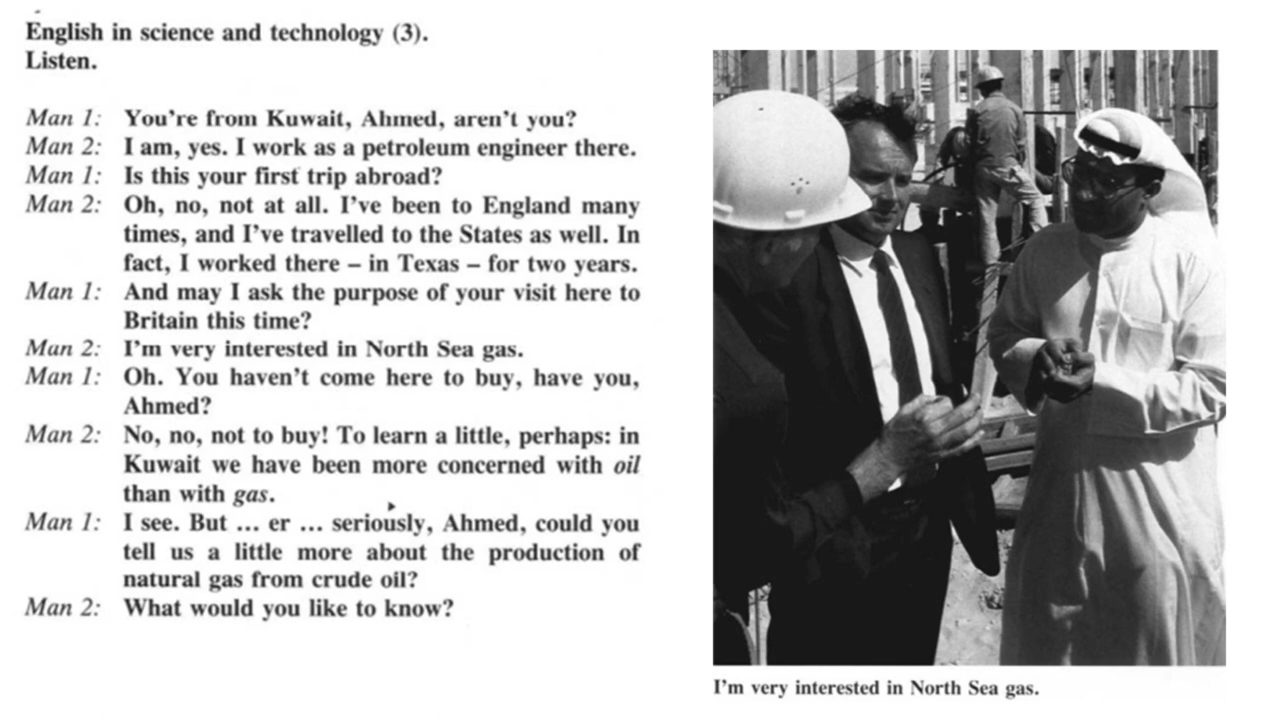 English in science and technology (3).
Listen.
Man 1: You're from Kuwait, Ahmed, aren't you?
Man 2: I am, yes. I work as a petroleum engineer there.
Man 1: Is this your first trip abroad?
Man 2: Oh, no, not at all. I've been to England many
times, and I've travelled to the States as well. In
fact, I worked there – in Texas – for two years.
Man 1: And may I ask the purpose of your visit here to
Britain this time?
Man 2: I'm very interested in North Sea gas.
Man 1: Oh. You haven't come here to buy, have you,
Ahmed?
Man 2: No, no, not to buy! To learn a little, perhaps: in
Kuwait we have been more concerned with oil
than with gas.
Man 1: I see. But ... er ... seriously, Ahmed, could you
tell us a little more about the production of
natural gas from crude oil?
Man 2: What would you like to know?
I'm very interested in North Sea gas.